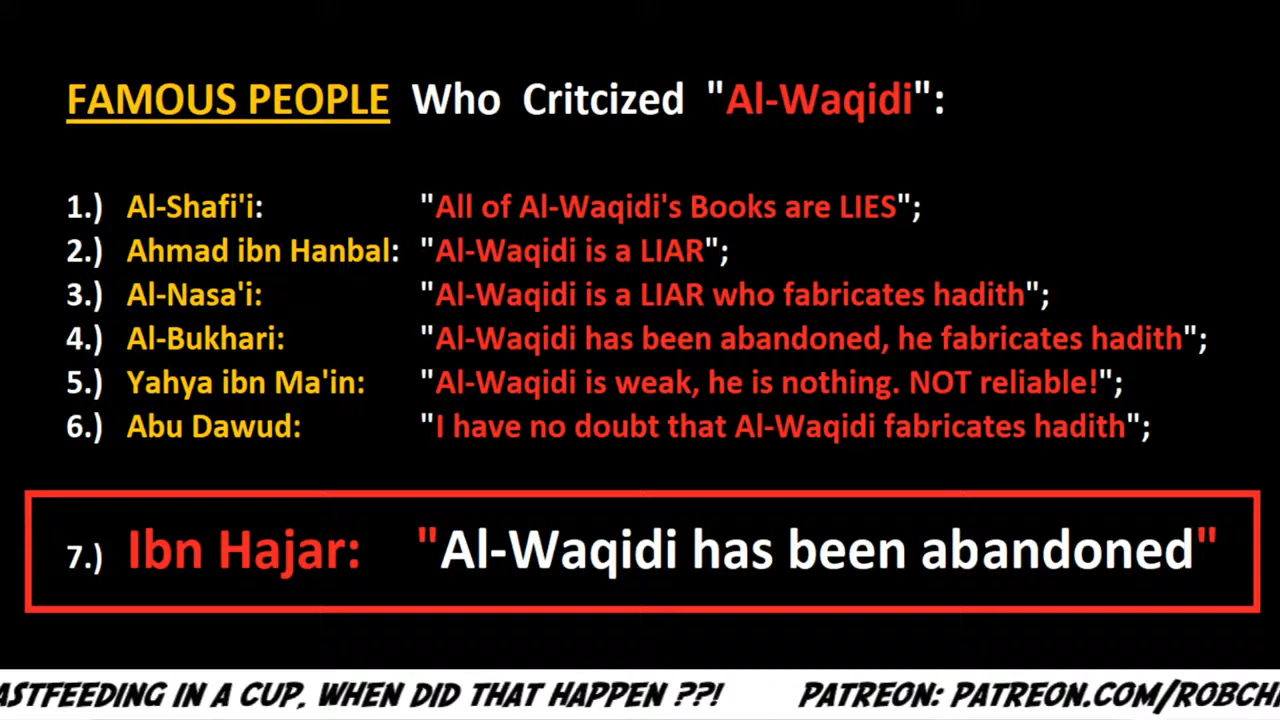 FAMOUS PEOPLE Who Critcized "Al-Waqidi":
1.) Al-Shafi'i: "All of Al-Waqidi's Books are LIES";
2.) Ahmad ibn Hanbal: "Al-Waqidi is a LIAR";
3.) Al-Nasa'i: "Al-Waqidi is a LIAR who fabricates hadith";
4.) Al-Bukhari: "Al-Waqidi has been abandoned, he fabricates hadith";
5.) Yahya ibn Ma'in: "Al-Waqidi is weak, he is nothing. NOT reliable!";
6.) Abu Dawud: "I have no doubt that Al-Waqidi fabricates hadith";
7.) Ibn Hajar: "Al-Waqidi has been abandoned"
ASTFEEDING IN A CUP, WHEN DID THAT HAPPEN ??! PATREON: PATREON.COM/ROBCH